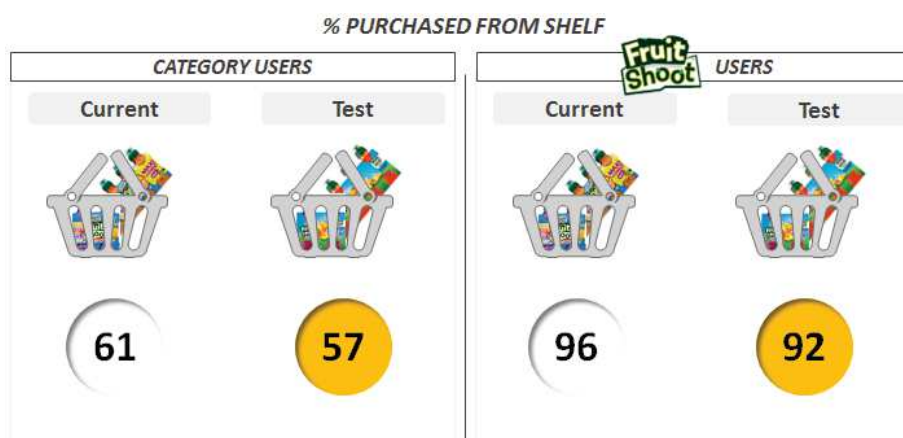 % PURCHASED FROM SHELF
CATEGORY USERS
Fruit
Shoot
USERS
Current
Test
Current
Test
61
57
96
92